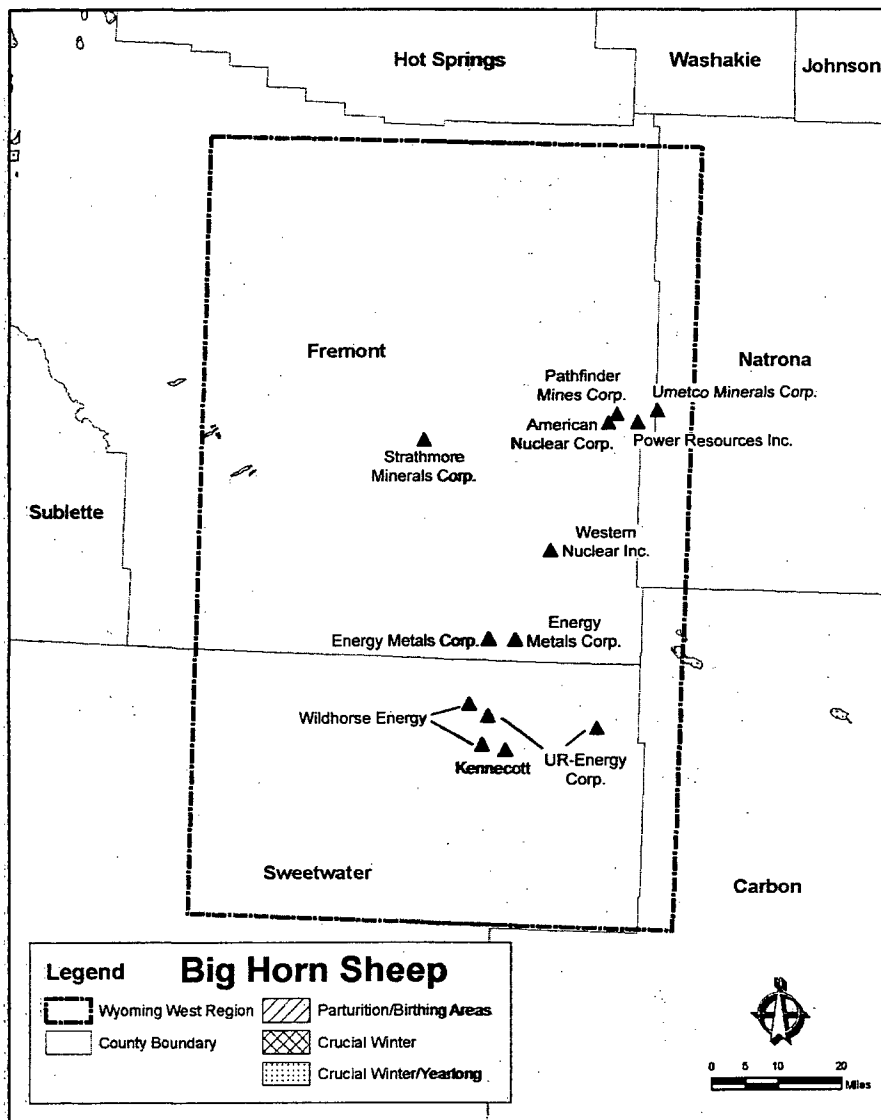 Hot Springs
Washakie
Johnson
Fremont
Natrona
Pathfinder
Mines Corp.
Umetco Minerals Corp.
American
Nuclear Corp.
Power Resources Inc.
Strathmore
Minerals Corp.
Sublette
Western
Nuclear Inc.
Energy Metals Corp.
Energy
Metals Corp.
Wildhorse Energy
UR-Energy
Corp.
Kennecott
Sweetwater
Carbon
Legend
Big Horn Sheep
Wyoming West Region
Parturition/Birthing Areas
County Boundary
Crucial Winter
Crucial Winter/Yearlong
0 5 10 20
Miles